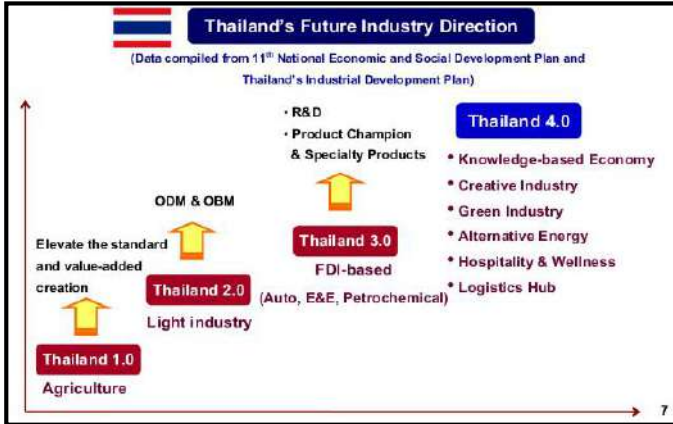 Thailand's Future Industry Direction
(Data compiled from 11th National Economic and Social Development Plan and
Thailand's Industrial Development Plan)
• R&D
• Product Champion
& Specialty Products
Thailand 4.0
• Knowledge-based Economy
• Creative Industry
• Green Industry
• Alternative Energy
• Hospitality & Wellness
• Logistics Hub
ODM & OBM
Thailand 3.0
FDI-based
(Auto, E&E, Petrochemical)
Elevate the standard
and value-added
creation
Thailand 2.0
Light industry
Thailand 1.0
Agriculture
7